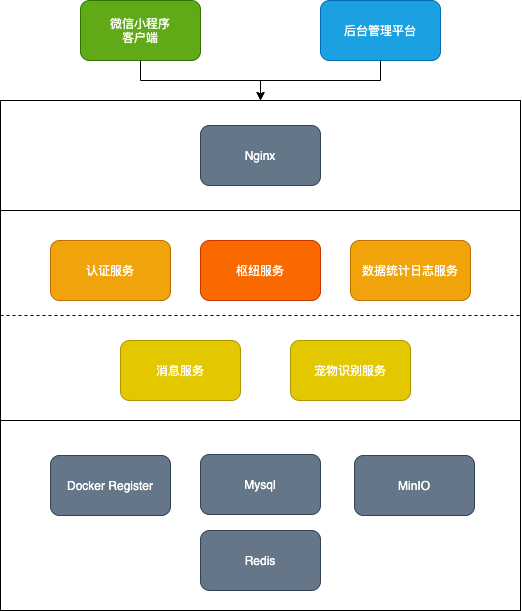 微信小程序
客户端
后台管理平台
Nginx
认证服务
枢纽服务
数据统计日志服务
消息服务
宠物识别服务
Docker Register
Mysql
MinIO
Redis